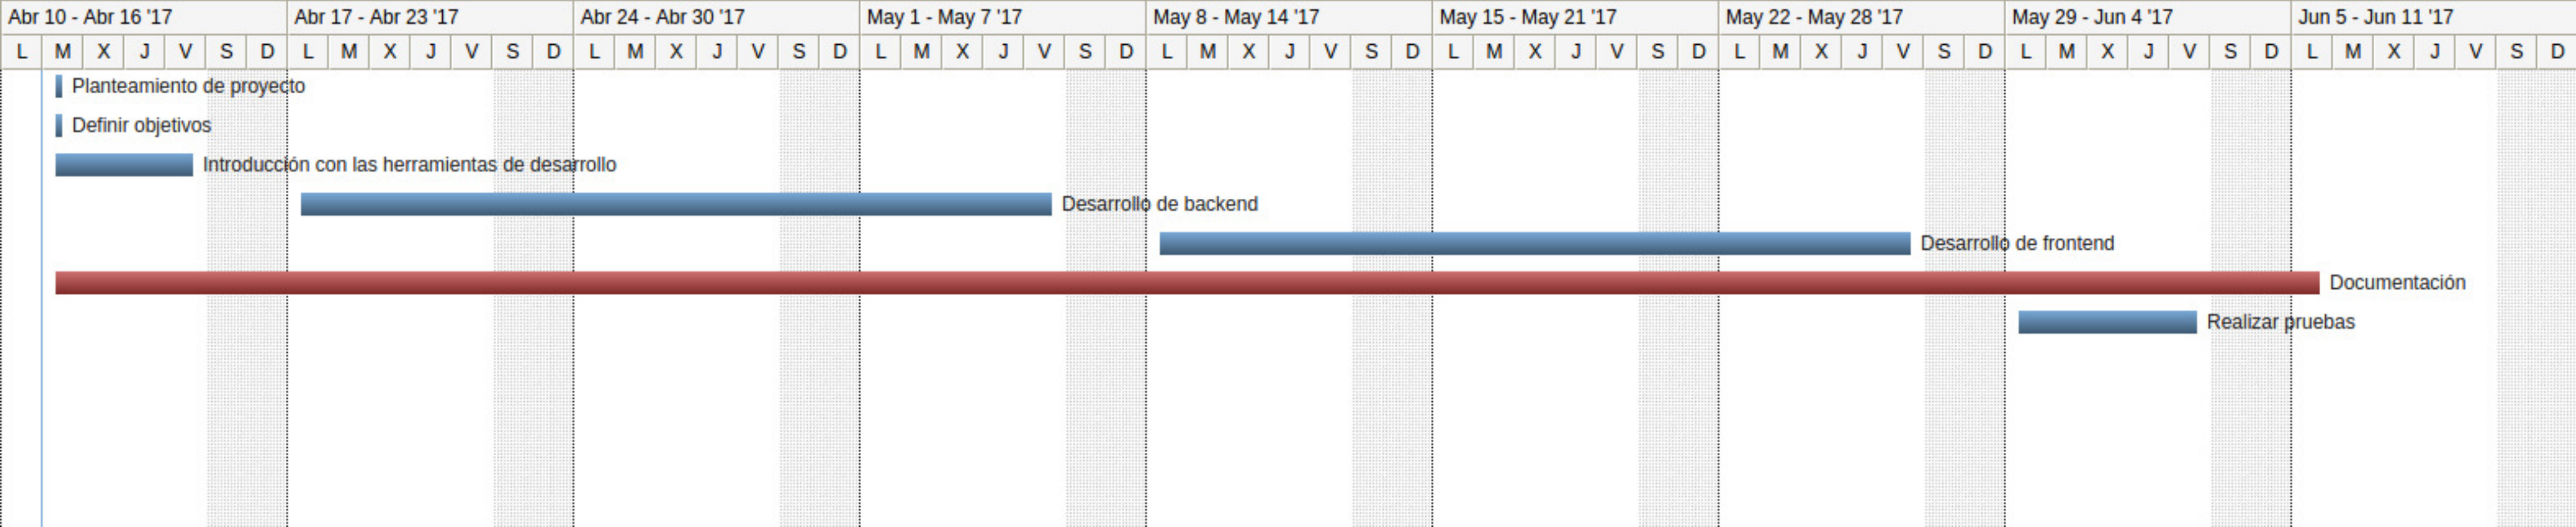 Abr 10 - Abr 16 '17 Abr 17 - Abr 23 '17 Abr 24 - Abr 30 '17 May 1 - May 7 '17 May 8 - May 14 '17 May 15 - May 21 '17 May 22 - May 28 '17 May 29 - Jun 4 '17 Jun 5 - Jun 11 '17
L M X J V S D L M X J V S D L M X J V S D L M X J V S D L M X J V S D L M X J V S D L M X J V S D L M X J V S D L M X J V S D
Planteamiento de proyecto
Definir objetivos
Introducción con las herramientas de desarrollo
Desarrollo de backend
Desarrollo de frontend
Documentación
Realizar pruebas